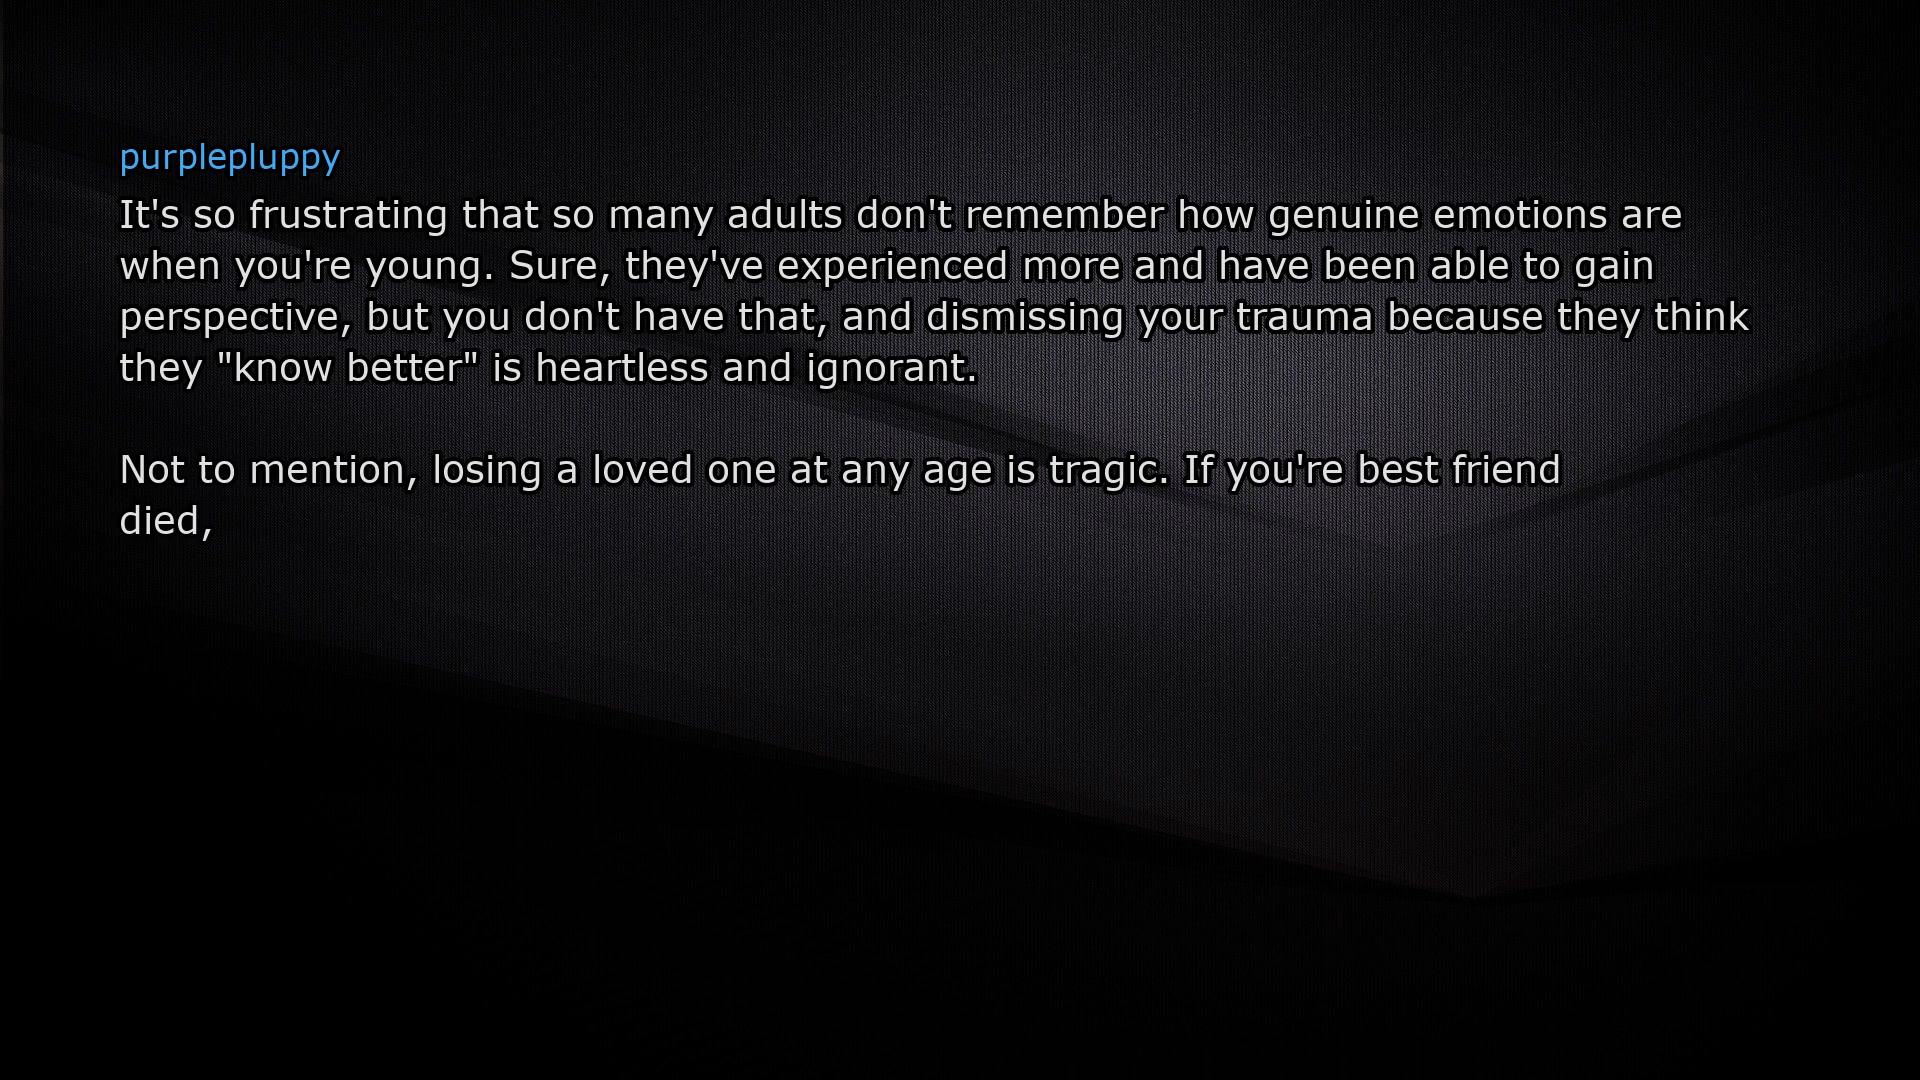 purplepluppy
It's so frustrating that so many adults don't remember how genuine emotions are
when you're young. Sure, they've experienced more and have been able to gain
perspective, but you don't have that, and dismissing your trauma because they think
they "know better" is heartless and ignorant.
Not to mention, losing a loved one at any age is tragic. If you're best friend
died,